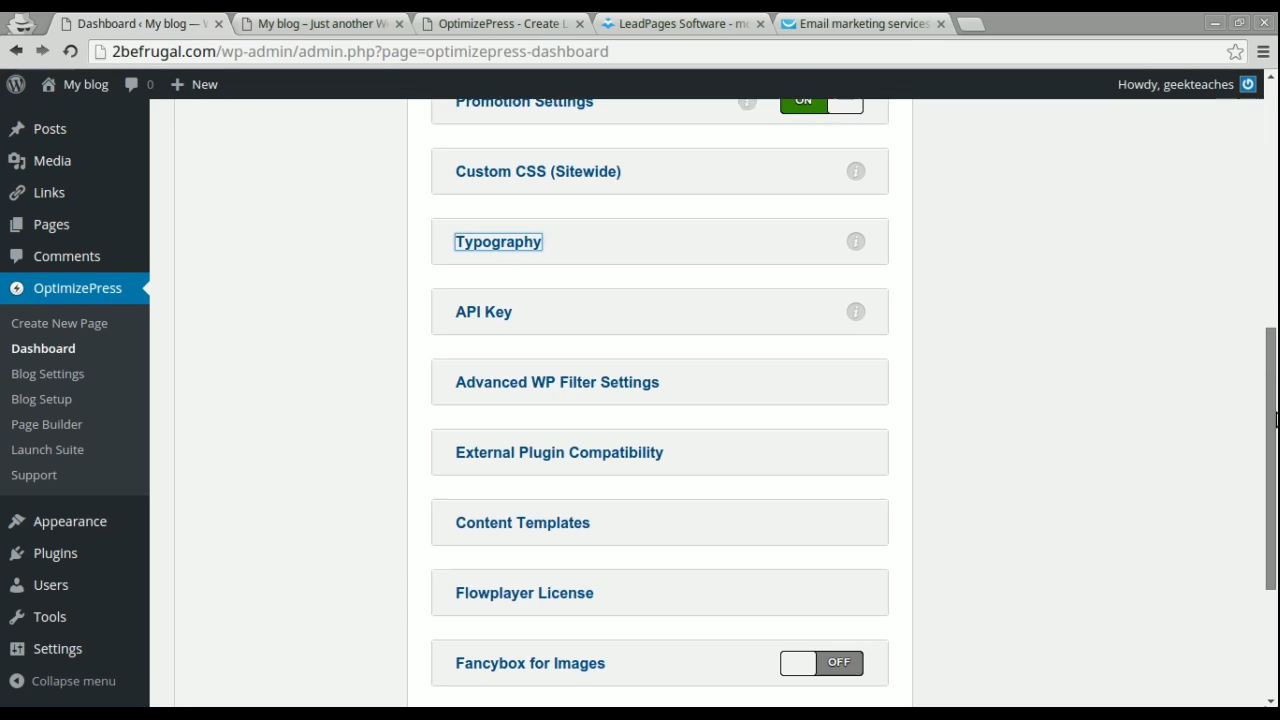 Dashboard ‹ My blog — W
My blog – Just another W
OptimizePress - Create L
LeadPages Software - mo
Email marketing services
2befrugal.com/wp-admin/admin.php?page=optimizepress-dashboard
My blog
0
New
Howdy, geekteaches
Posts
Media
Links
Pages
Comments
OptimizePress
Create New Page
Dashboard
Blog Settings
Blog Setup
Page Builder
Launch Suite
Support
Appearance
Plugins
Users
Tools
Settings
Collapse menu
Promotion Settings
ON
Custom CSS (Sitewide)
Typography
API Key
Advanced WP Filter Settings
External Plugin Compatibility
Content Templates
Flowplayer License
Fancybox for Images
OFF